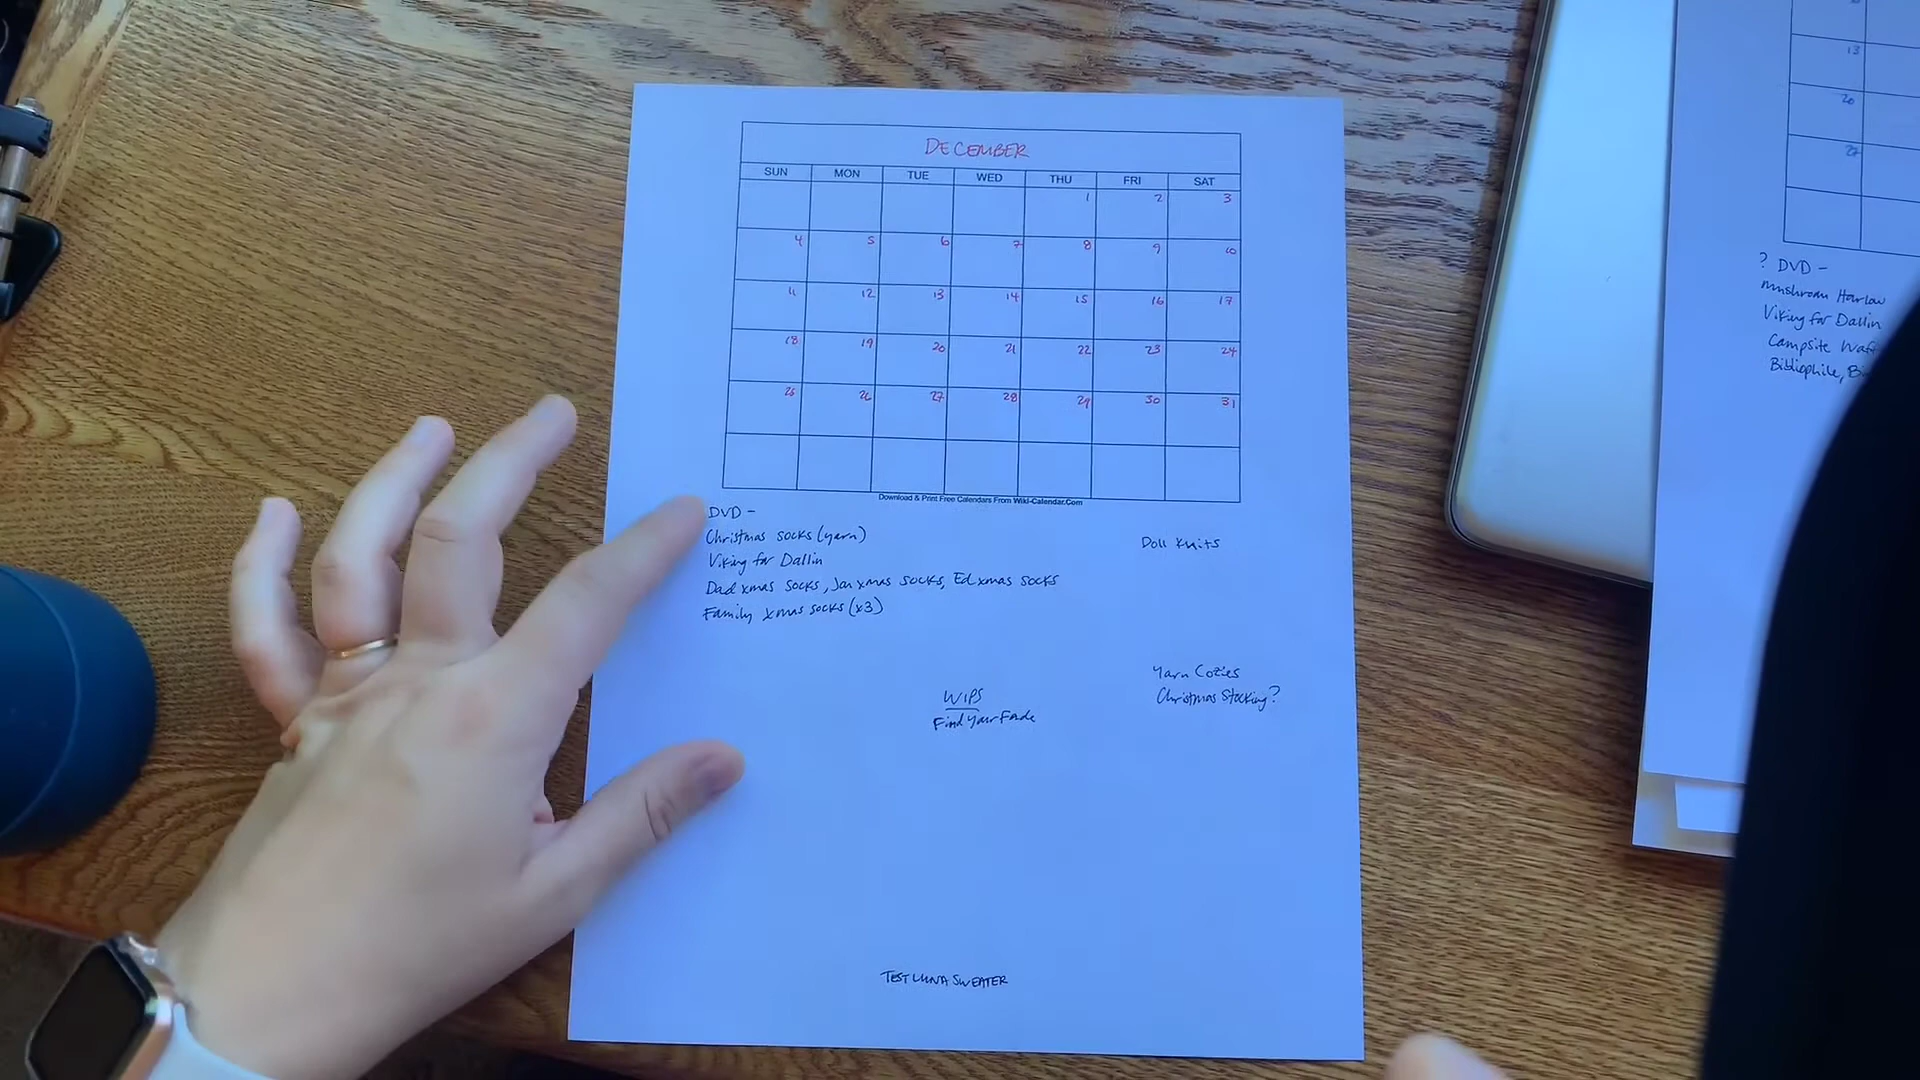 DECEMBER
SUN MON TUE WED THU FRI SAT
1 2 3
4 5 6 7 8 9 10
11 12 13 14 15 16 17
18 19 20 21 22 23 24
25 26 27 28 29 30 31
Download & Print Free Calendars From Wiki-Calendar.Com
DVD -
Christmas socks (yarn)
Viking for Dallin
Dad xmas socks, Jan xmas socks, Ed xmas socks
Family xmas socks (x3)
Doll Knits
Yarn Cozies
Christmas Stocking?
WIPS
Find Your Fade
TEST LUNA SWEATER
13
20
27
? DVD -
Mushroom Harlow
Viking for Dallin
Campsite
Bibliophile,